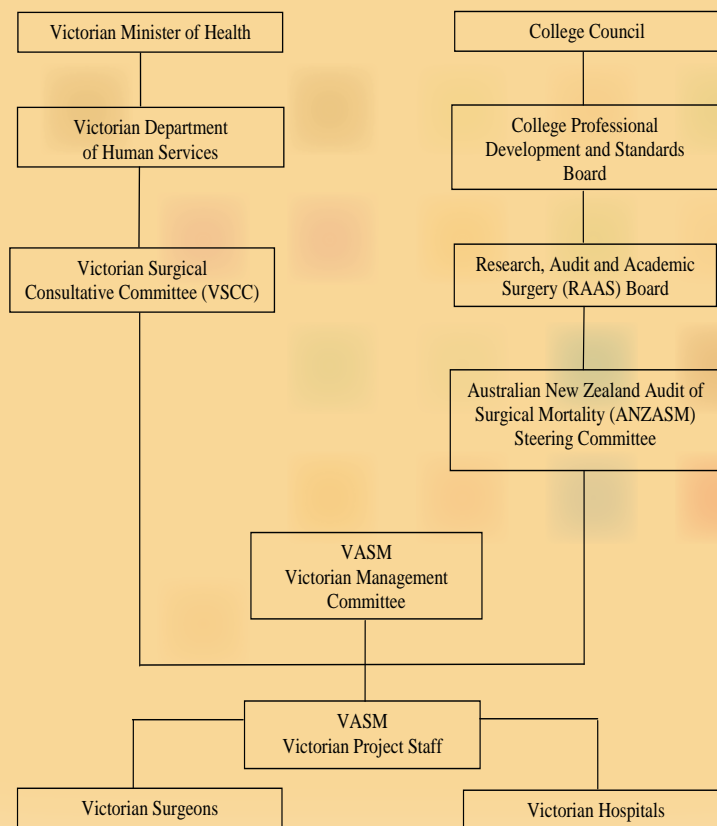 Victorian Minister of Health
College Council
Victorian Department
of Human Services
College Professional
Development and Standards
Board
Victorian Surgical
Consultative Committee (VSCC)
Research, Audit and Academic
Surgery (RAAS) Board
Australian New Zealand Audit of
Surgical Mortality (ANZASM)
Steering Committee
VASM
Victorian Management
Committee
VASM
Victorian Project Staff
Victorian Surgeons
Victorian Hospitals